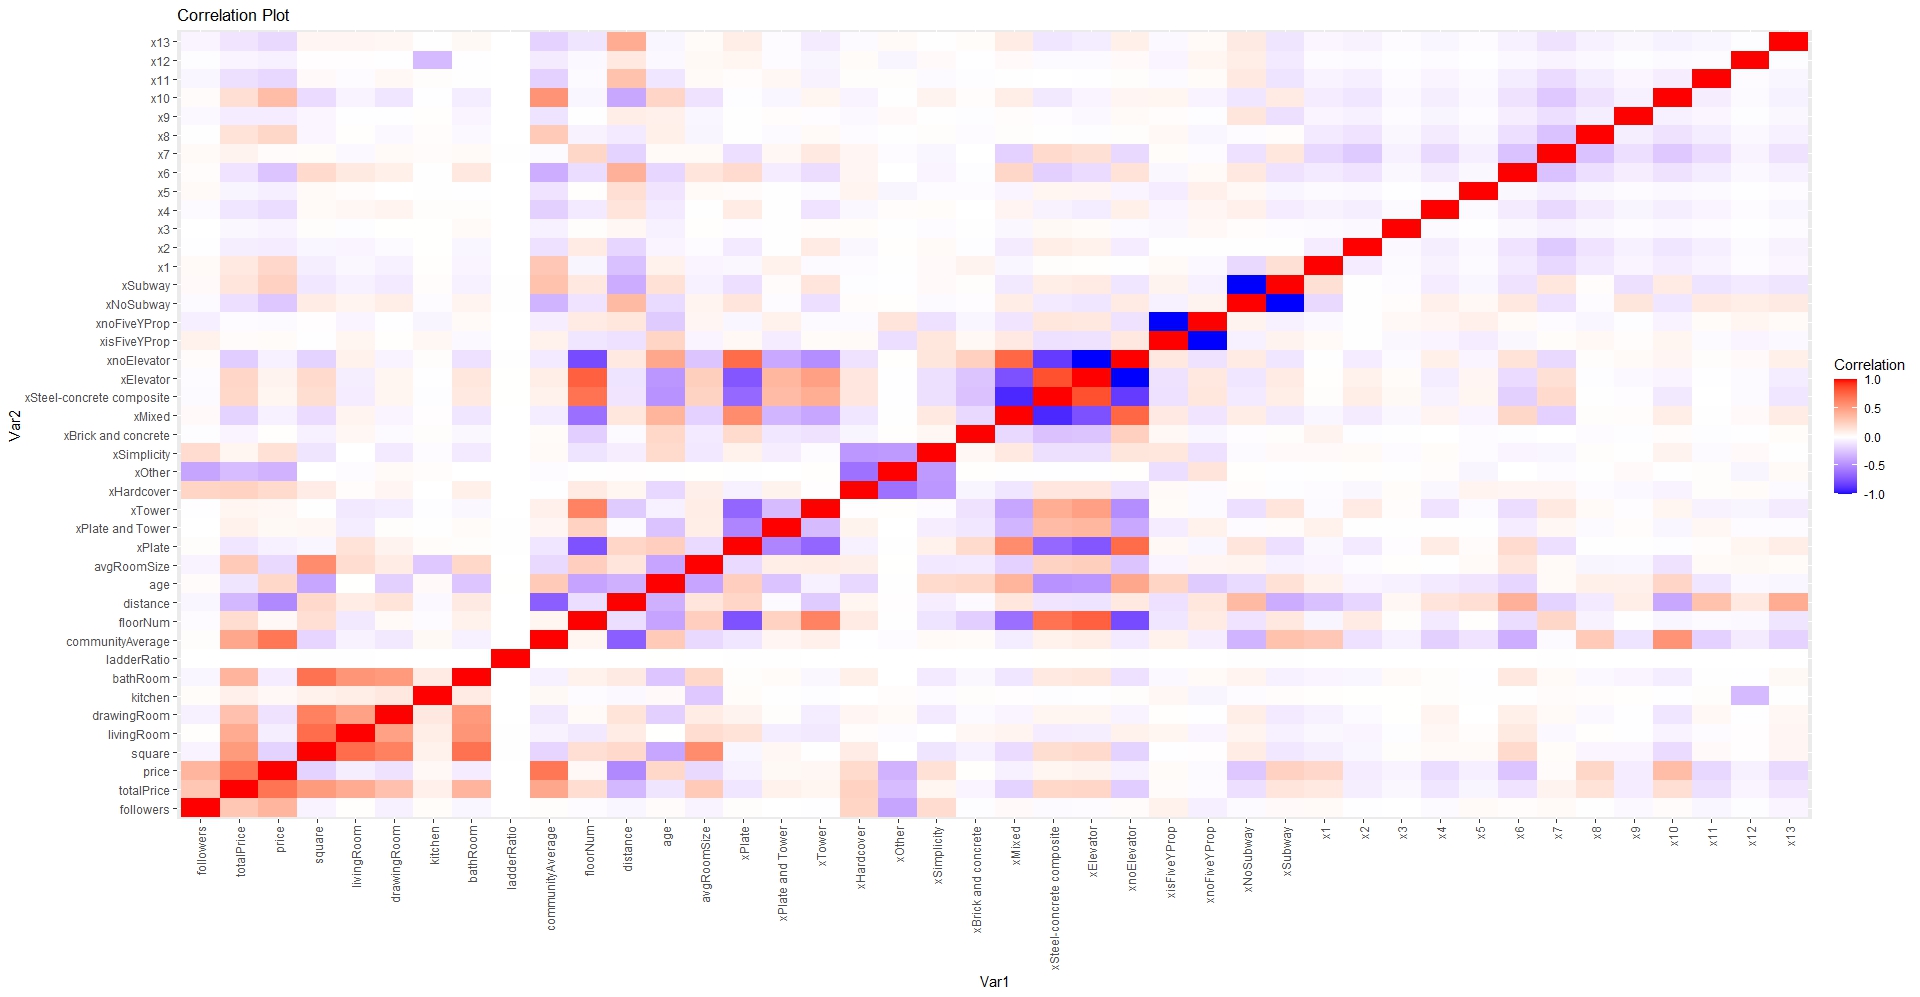 Correlation Plot
x13
x12
x11
x10
x9
x8
x7
x6
x5
x4
x3
x2
x1
xSubway
xNoSubway
xnoFiveYProp
xisFiveYProp
xnoElevator
xElevator
xSteel-concrete composite
xMixed
xBrick and concrete
xSimplicity
xOther
xHardcover
xTower
xPlate and Tower
xPlate
avgRoomSize
age
distance
floorNum
communityAverage
ladderRatio
bathRoom
kitchen
drawingRoom
livingRoom
square
price
totalPrice
followers
Var2
followers
totalPrice
price
square
livingRoom
drawingRoom
kitchen
bathRoom
ladderRatio
communityAverage
floorNum
distance
age
avgRoomSize
xPlate
xPlate and Tower
xTower
xHardcover
xOther
xSimplicity
xBrick and concrete
xMixed
xSteel-concrete composite
xElevator
xnoElevator
xisFiveYProp
xnoFiveYProp
xNoSubway
xSubway
x1
x2
x3
x4
x5
x6
x7
x8
x9
x10
x11
x12
x13
Var1
Correlation
1.0
0.5
0.0
-0.5
-1.0